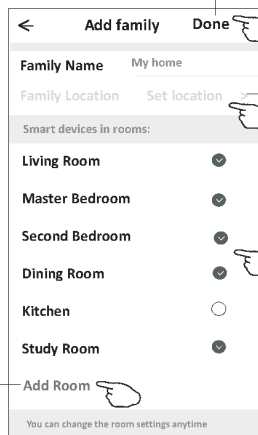 ← Add family Done
Family Name My home
Family Location Set location >
Smart devices in rooms:
Living Room
Master Bedroom
Second Bedroom
Dining Room
Kitchen
Study Room
Add Room
You can change the room settings anytime